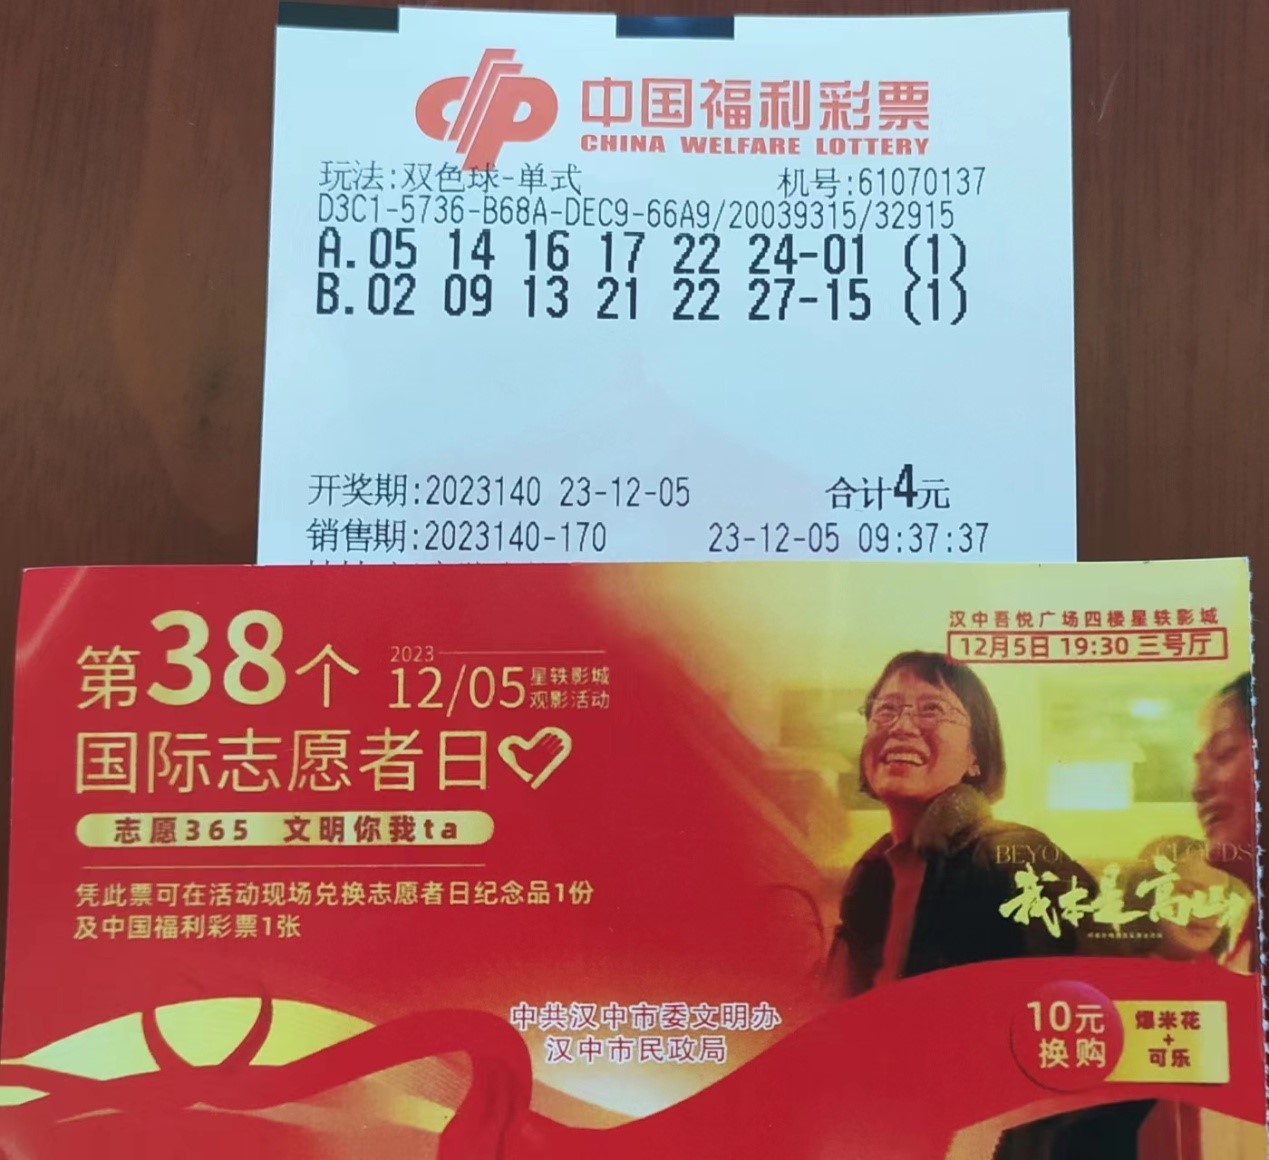 中国福利彩票
CHINA WELFARE LOTTERY
玩法:双色球-单式 机号:61070137
D3C1-5736-B68A-DEC9-66A9/20039315/32915
A.05 14 16 17 22 24-01 (1)
B.02 09 13 21 22 27-15 (1)
开奖期:2023140 23-12-05 合计4元
销售期:2023140-170 23-12-05 09:37:37
汉中吾悦广场四楼星轶影城
12月5日 19:30 三号厅
第38个
2023
12/05
星轶影城
观影活动
国际志愿者日
志愿365 文明你我ta
凭此票可在活动现场兑换志愿者日纪念品1份
及中国福利彩票1张
我本是高山
中共汉中市委文明办
汉中市民政局
10元
换购
爆米花
+
可乐